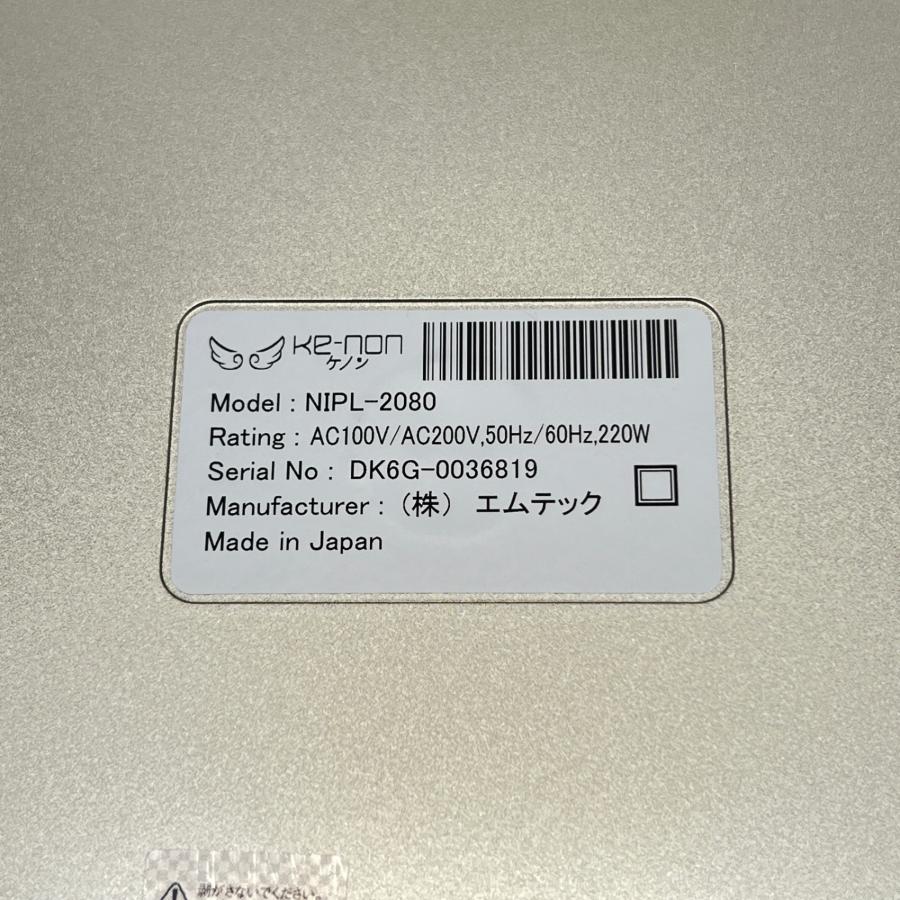 ke-non
ケノン
Model : NIPL-2080
Rating : AC100V/AC200V,50Hz/60Hz,220W
Serial No : DK6G-0036819
Manufacturer : (株) エムテック
Made in Japan
剥がさないでください。